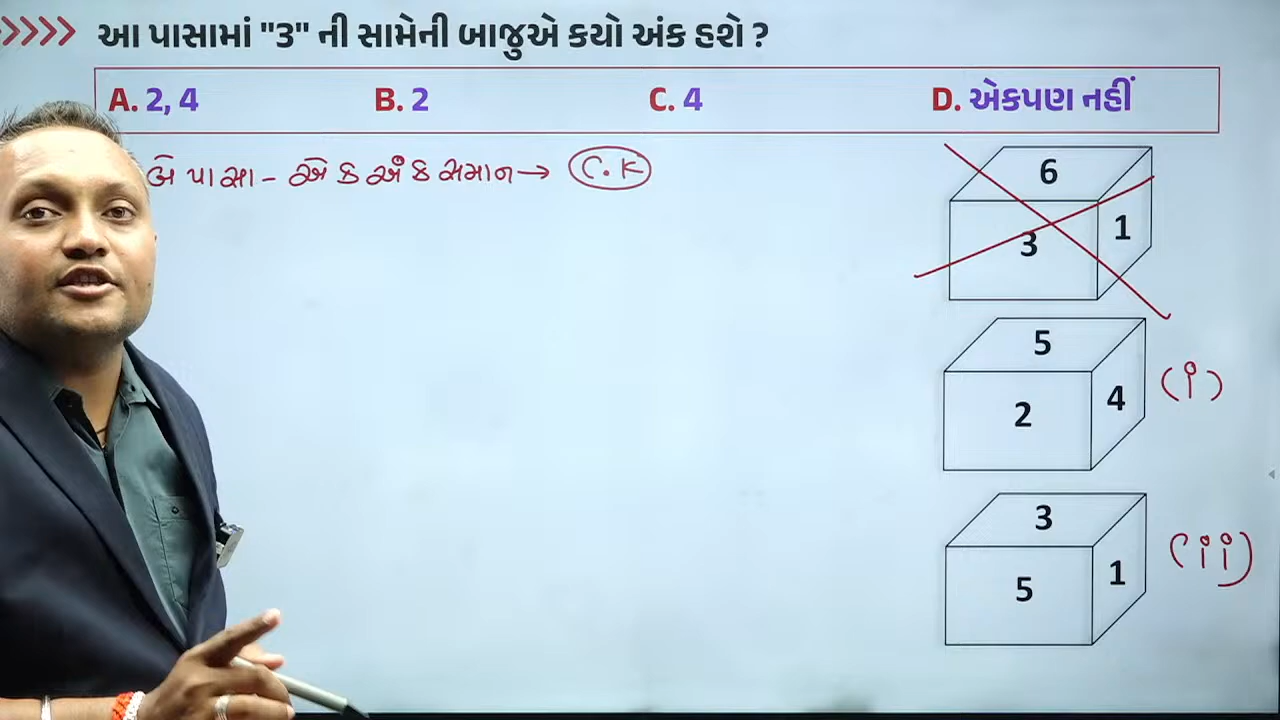 આ પાસામાં "3" ની સામેની બાજુએ કયો અંક હશે ?
A. 2, 4 B. 2 C. 4 D. એકપણ નહીં
બે પાસા - એક અંક સમાન → C.K
6
3 1
5
2 4 (i)
3
5 1 (ii)